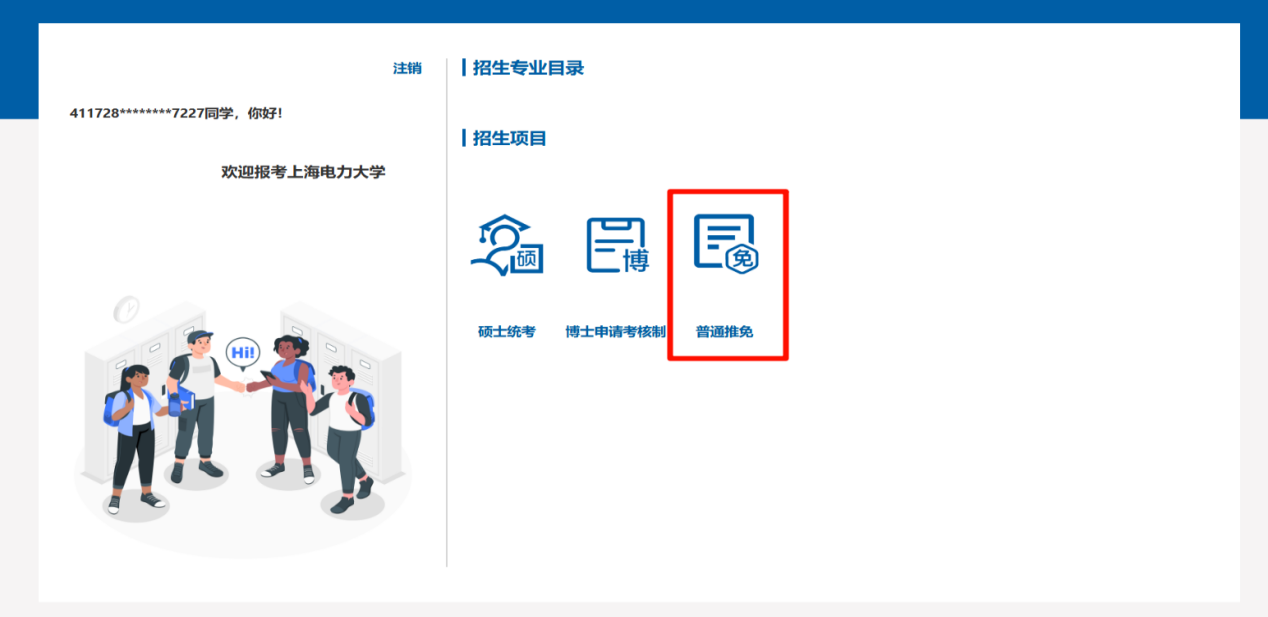 注销
411728********7227同学，你好!
欢迎报考上海电力大学
Hi!
招生专业目录
招生项目
硕
博
免
硕士统考
博士申请考核制
普通推免